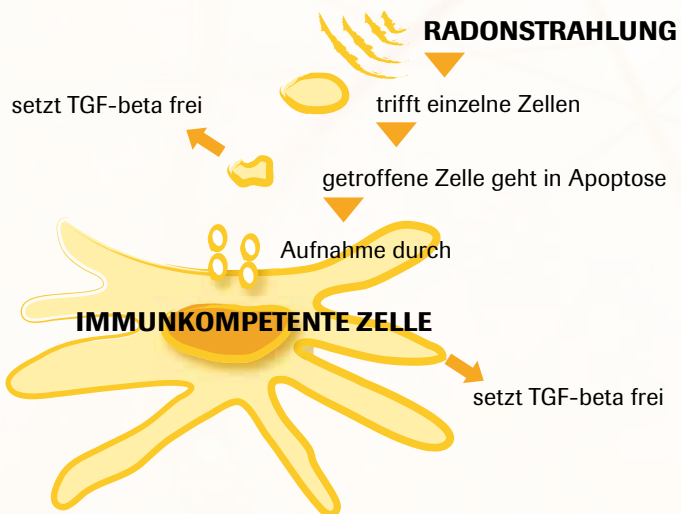 RADONSTRAHLUNG
setzt TGF-beta frei
trifft einzelne Zellen
getroffene Zelle geht in Apoptose
Aufnahme durch
IMMUNKOMPETENTE ZELLE
setzt TGF-beta frei